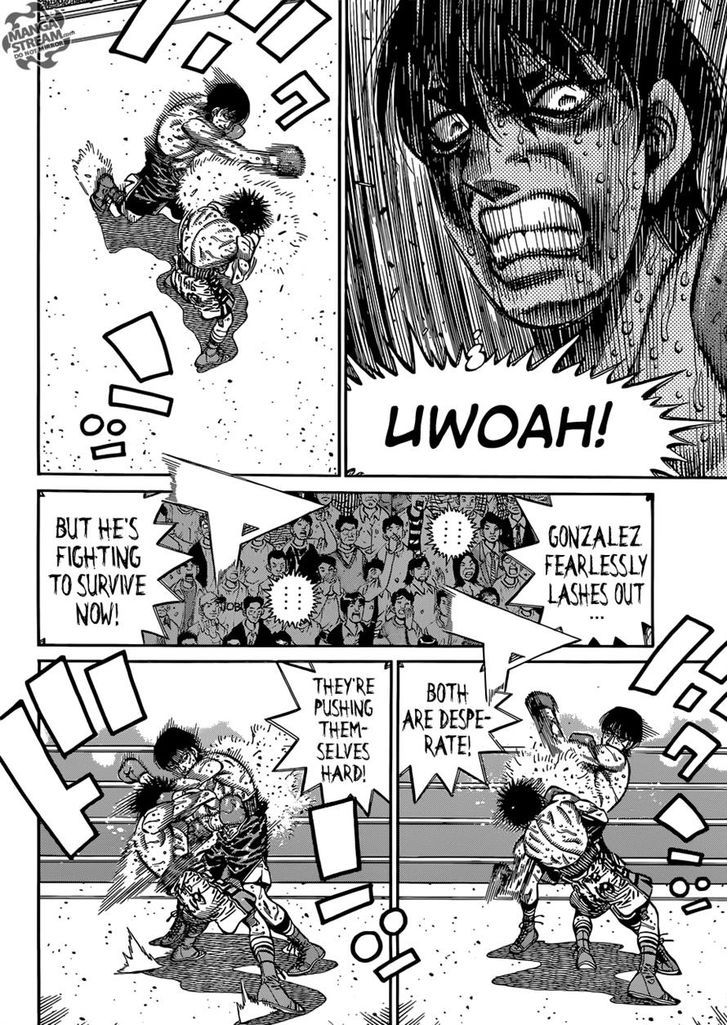 MANGA
STREAM.com
DO NOT MIRROR
UWOAH!
GONZALEZ
FEARLESSLY
LASHES OUT
...
BUT HE'S
FIGHTING
TO SURVIVE
NOW!
BOTH
ARE DESPE-
RATE!
THEY'RE
PUSHING
THEM-
SELVES
HARD!